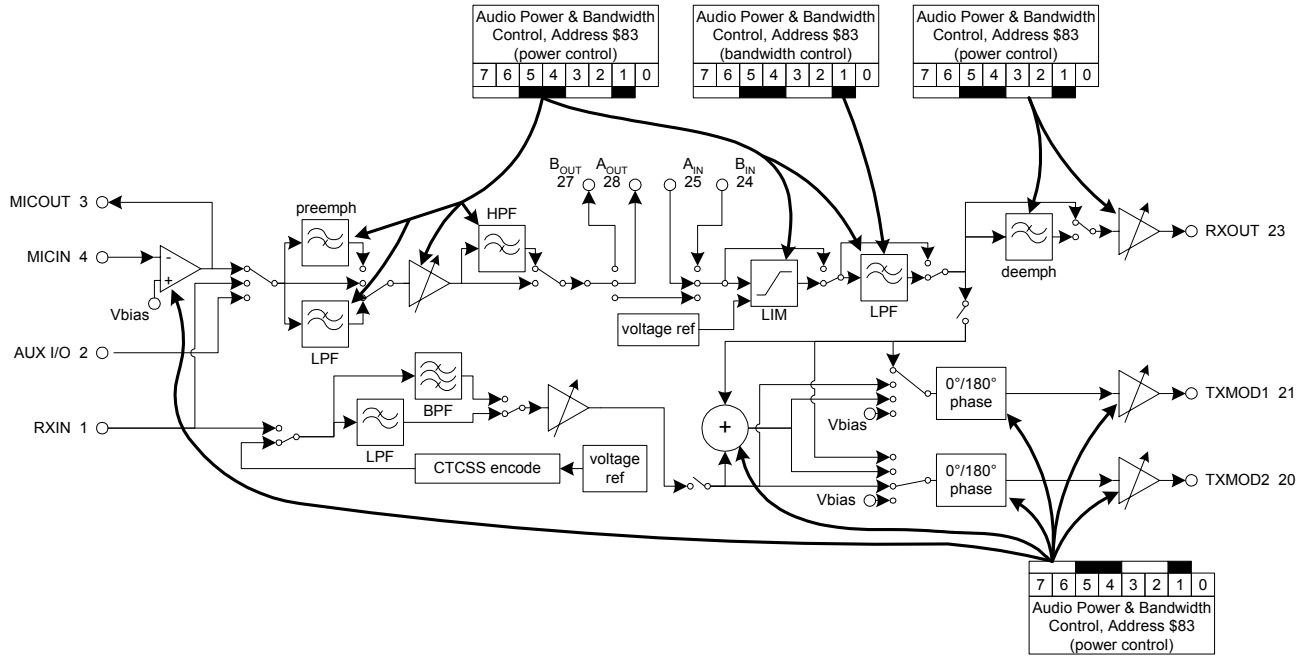 Audio Power & Bandwidth
Control, Address $83
(power control)
7 6 5 4 3 2 1 0
Audio Power & Bandwidth
Control, Address $83
(bandwidth control)
7 6 5 4 3 2 1 0
Audio Power & Bandwidth
Control, Address $83
(power control)
7 6 5 4 3 2 1 0
BOUT AOUT AIN BIN
27 28 25 24
MICOUT 3
preemph
HPF
RXOUT 23
MICIN 4
-
+
deemph
Vbias
LIM
LPF
voltage ref
AUX I/O 2
LPF
0°/180°
phase
TXMOD1 21
BPF
RXIN 1
+
Vbias
LPF
CTCSS encode
voltage
ref
0°/180°
phase
TXMOD2 20
Vbias
7 6 5 4 3 2 1 0
Audio Power & Bandwidth
Control, Address $83
(power control)